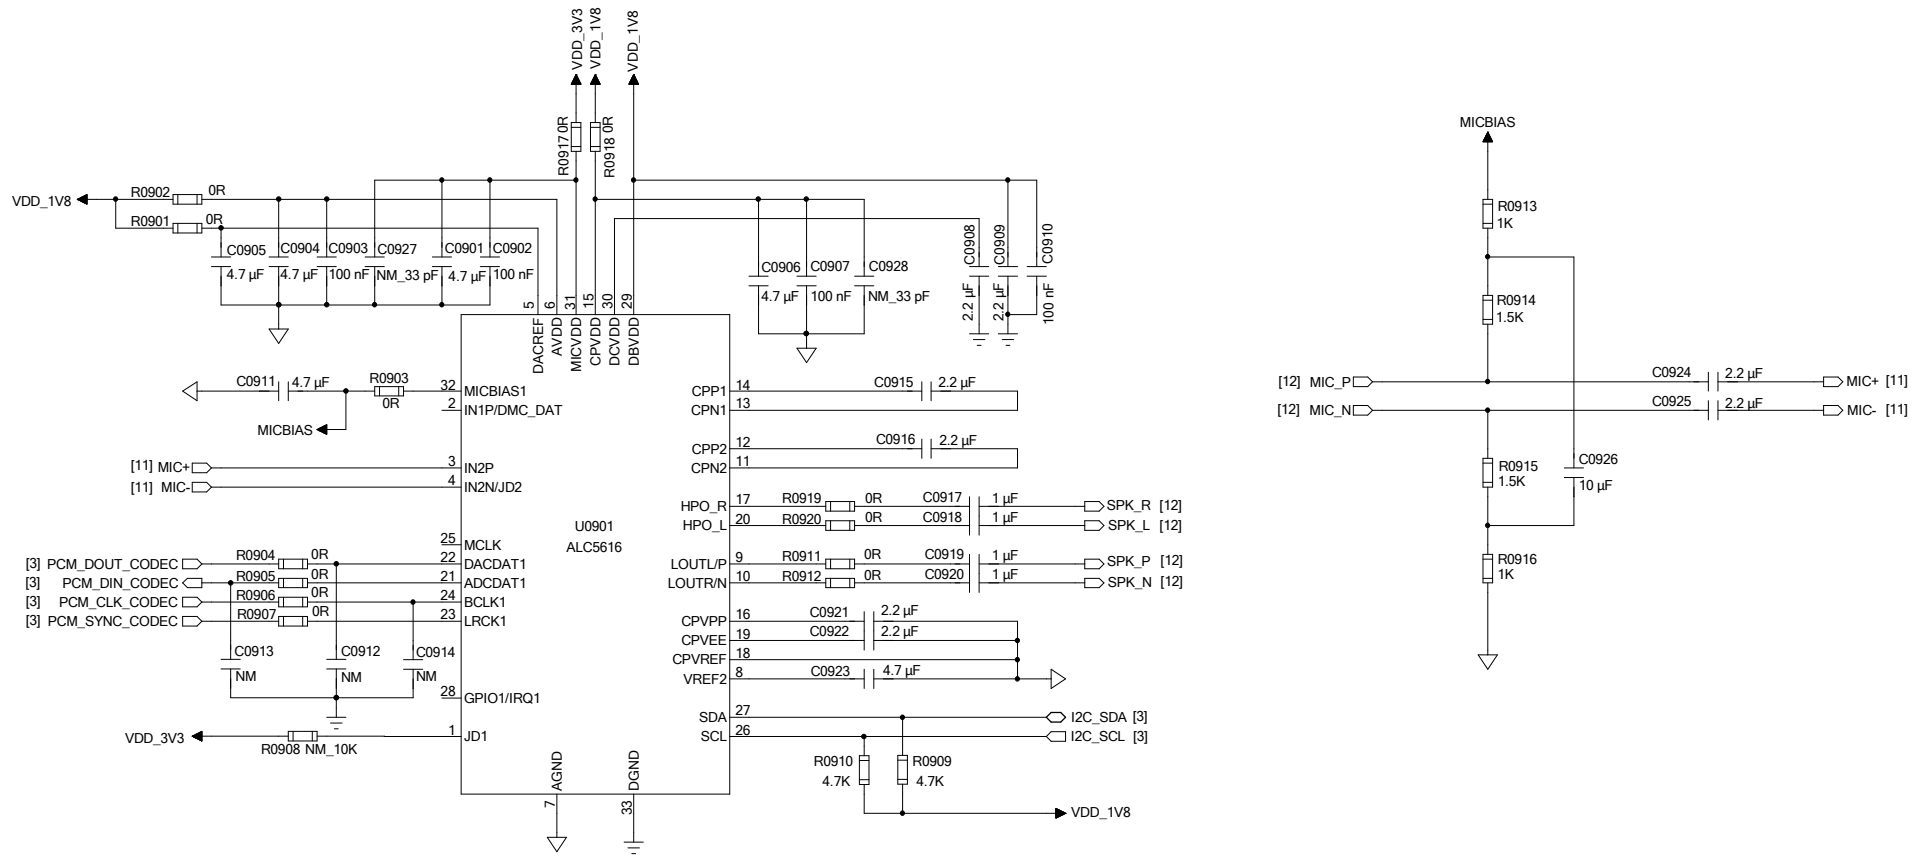 VDD_3V3
VDD_1V8
VDD_1V8
R0917 0R
R0918 0R
VDD_1V8
R0902 0R
R0901 0R
C0905
4.7 µF
C0904
4.7 µF
C0903
100 nF
C0927
NM_33 pF
C0901
4.7 µF
C0902
100 nF
C0906
4.7 µF
C0907
100 nF
C0928
NM_33 pF
C0908
2.2 µF
C0909
2.2 µF
C0910
100 nF
5
6
31
15
30
29
DACREF
AVDD
MICVDD
CPVDD
DCVDD
DBVDD
C0911 4.7 µF
R0903
0R
MICBIAS
32 MICBIAS1
2 IN1P/DMC_DAT
[11] MIC+
3 IN2P
[11] MIC-
4 IN2N/JD2
U0901
ALC5616
25 MCLK
[3] PCM_DOUT_CODEC R0904 0R 22 DACDAT1
[3] PCM_DIN_CODEC R0905 0R 21 ADCDAT1
[3] PCM_CLK_CODEC R0906 0R 24 BCLK1
[3] PCM_SYNC_CODEC R0907 0R 23 LRCK1
C0913
NM
C0912
NM
C0914
NM
28 GPIO1/IRQ1
VDD_3V3
R0908 NM_10K
1 JD1
AGND
7
DGND
33
CPP1 14 C0915 2.2 µF
CPN1 13
CPP2 12 C0916 2.2 µF
CPN2 11
HPO_R 17 R0919 0R C0917 1 µF SPK_R [12]
HPO_L 20 R0920 0R C0918 1 µF SPK_L [12]
LOUTL/P 9 R0911 0R C0919 1 µF SPK_P [12]
LOUTR/N 10 R0912 0R C0920 1 µF SPK_N [12]
CPVPP 16 C0921 2.2 µF
CPVEE 19 C0922 2.2 µF
CPVREF 18
VREF2 8 C0923 4.7 µF
SDA 27 I2C_SDA [3]
SCL 26 I2C_SCL [3]
R0910
4.7K
R0909
4.7K
VDD_1V8
MICBIAS
R0913
1K
R0914
1.5K
[12] MIC_P C0924 2.2 µF MIC+ [11]
[12] MIC_N C0925 2.2 µF MIC- [11]
R0915
1.5K
C0926
10 µF
R0916
1K